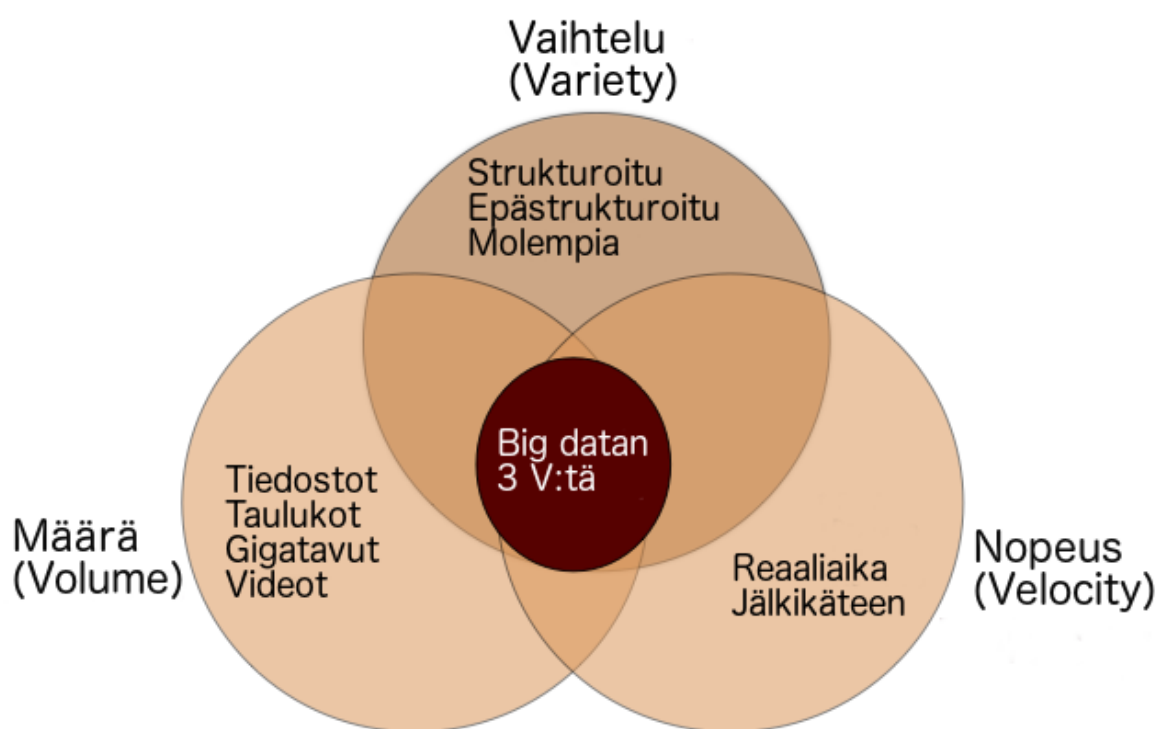 Vaihtelu
(Variety)
Strukturoitu
Epästrukturoitu
Molempia
Big datan
3 V:tä
Määrä
(Volume)
Tiedostot
Taulukot
Gigatavut
Videot
Nopeus
(Velocity)
Reaaliaika
Jälkikäteen